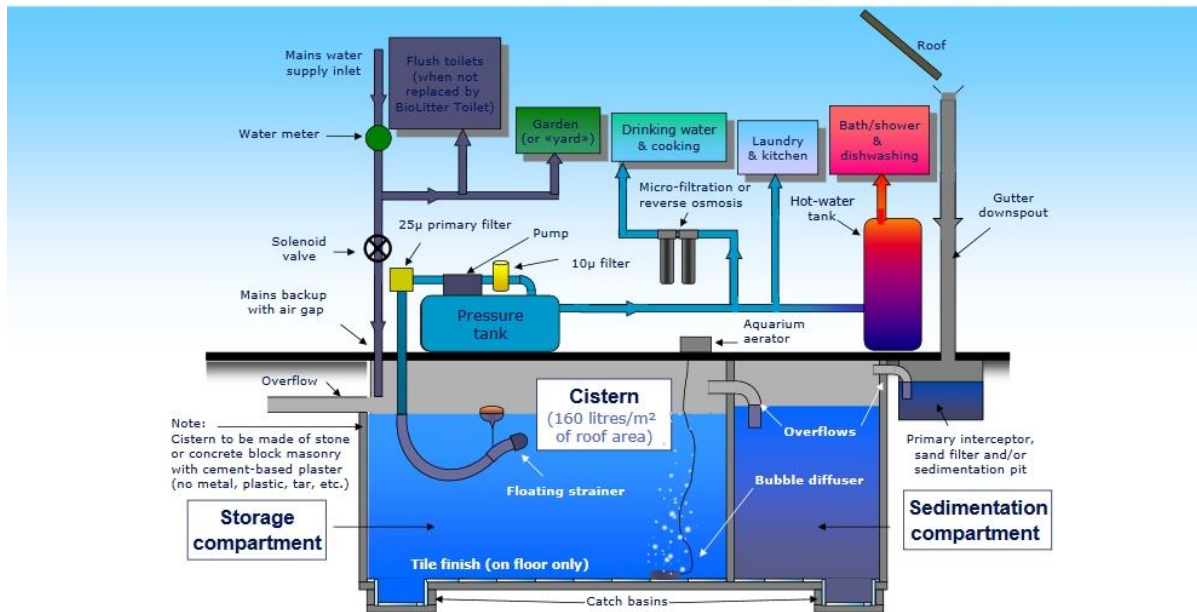 Mains water
supply inlet
Flush toilets
(when not
replaced by
BioLitter Toilet)
Roof
Water meter
Garden
(or «yard»)
Drinking water
& cooking
Laundry
& kitchen
Bath/shower
&
dishwashing
Micro-filtration or
reverse osmosis
Hot-water
tank
Gutter
downspout
25µ primary filter
Pump
10µ filter
Solenoid
valve
Mains backup
with air gap
Pressure
tank
Aquarium
aerator
Overflow
Cistern
(160 litres/m²
of roof area)
Overflows
Note:
Cistern to be made of stone
or concrete block masonry
with cement-based plaster
(no metal, plastic, tar, etc.)
Primary interceptor,
sand filter and/or
sedimentation pit
Floating strainer
Bubble diffuser
Storage
compartment
Sedimentation
compartment
Tile finish (on floor only)
Catch basins